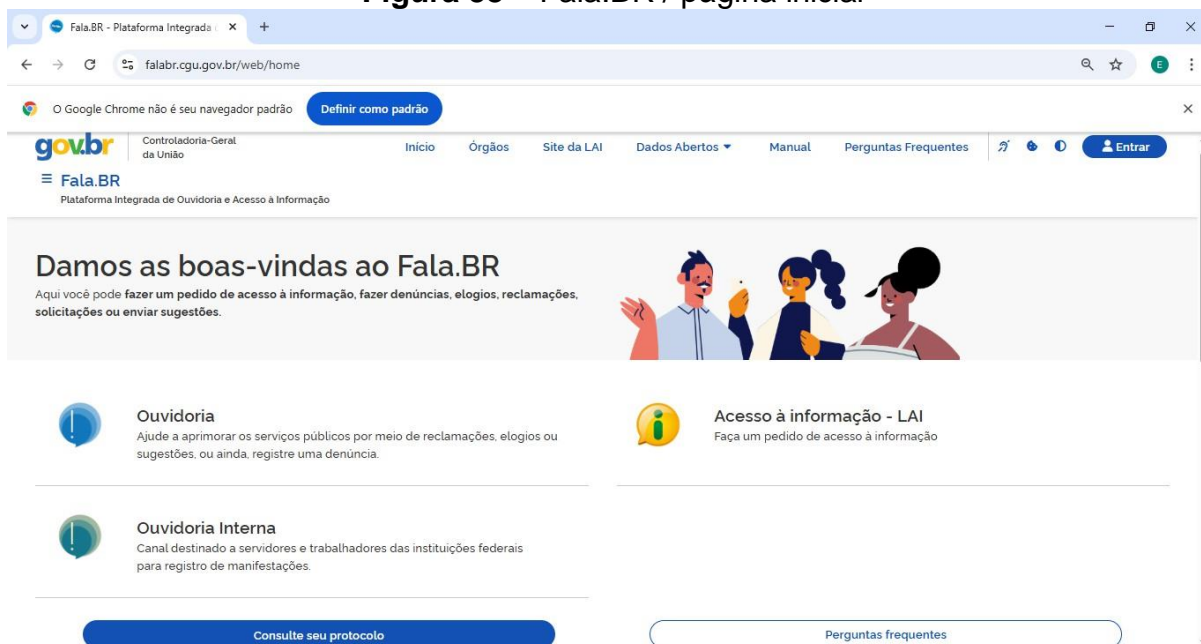 Fala.BR / página inicial
Fala.BR - Plataforma Integrada
falabr.cgu.gov.br/web/home
E
O Google Chrome não é seu navegador padrão
Definir como padrão
gov.br
Controladoria-Geral
da União
Início
Órgãos
Site da LAI
Dados Abertos
Manual
Perguntas Frequentes
Entrar
Fala.BR
Plataforma Integrada de Ouvidoria e Acesso à Informação
Damos as boas-vindas ao Fala.BR
Aqui você pode fazer um pedido de acesso à informação, fazer denúncias, elogios, reclamações,
solicitações ou enviar sugestões.
Ouvidoria
Ajude a aprimorar os serviços públicos por meio de reclamações, elogios ou
sugestões, ou ainda, registre uma denúncia.
Acesso à informação - LAI
Faça um pedido de acesso à informação
Ouvidoria Interna
Canal destinado a servidores e trabalhadores das instituições federais
para registro de manifestações.
Consulte seu protocolo
Perguntas frequentes